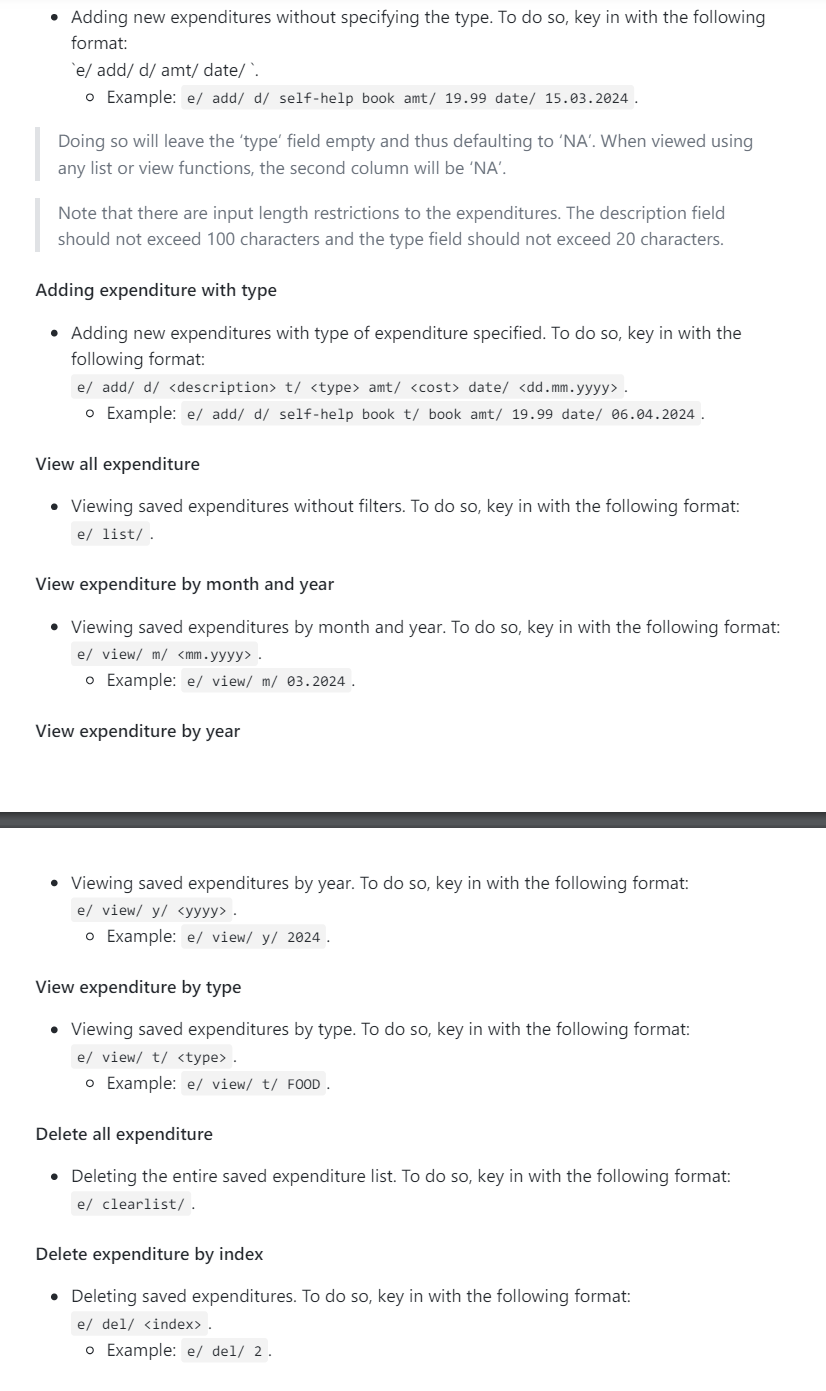 • Adding new expenditures without specifying the type. To do so, key in with the following
format:
`e/ add/ d/ amt/ date/ `.
○ Example: e/ add/ d/ self-help book amt/ 19.99 date/ 15.03.2024 .
Doing so will leave the ‘type’ field empty and thus defaulting to ‘NA’. When viewed using
any list or view functions, the second column will be ‘NA’.
Note that there are input length restrictions to the expenditures. The description field
should not exceed 100 characters and the type field should not exceed 20 characters.
Adding expenditure with type
• Adding new expenditures with type of expenditure specified. To do so, key in with the
following format:
e/ add/ d/ <description> t/ <type> amt/ <cost> date/ <dd.mm.yyyy> .
○ Example: e/ add/ d/ self-help book t/ book amt/ 19.99 date/ 06.04.2024 .
View all expenditure
• Viewing saved expenditures without filters. To do so, key in with the following format:
e/ list/ .
View expenditure by month and year
• Viewing saved expenditures by month and year. To do so, key in with the following format:
e/ view/ m/ <mm.yyyy> .
○ Example: e/ view/ m/ 03.2024 .
View expenditure by year
• Viewing saved expenditures by year. To do so, key in with the following format:
e/ view/ y/ <yyyy> .
○ Example: e/ view/ y/ 2024 .
View expenditure by type
• Viewing saved expenditures by type. To do so, key in with the following format:
e/ view/ t/ <type> .
○ Example: e/ view/ t/ FOOD .
Delete all expenditure
• Deleting the entire saved expenditure list. To do so, key in with the following format:
e/ clearlist/ .
Delete expenditure by index
• Deleting saved expenditures. To do so, key in with the following format:
e/ del/ <index> .
○ Example: e/ del/ 2 .